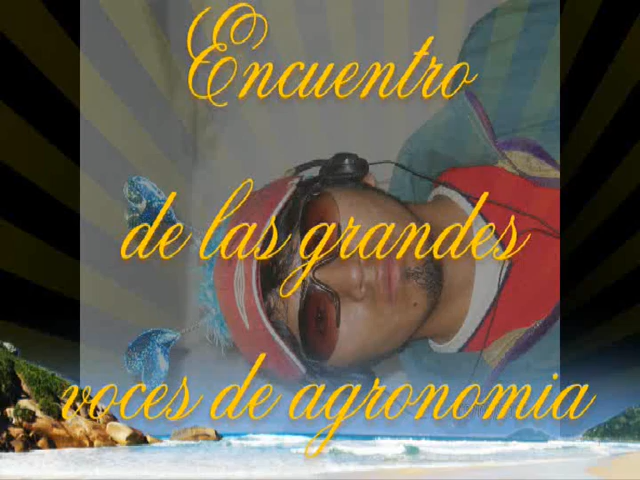 Encuentro
de las grandes
voces de agronomia